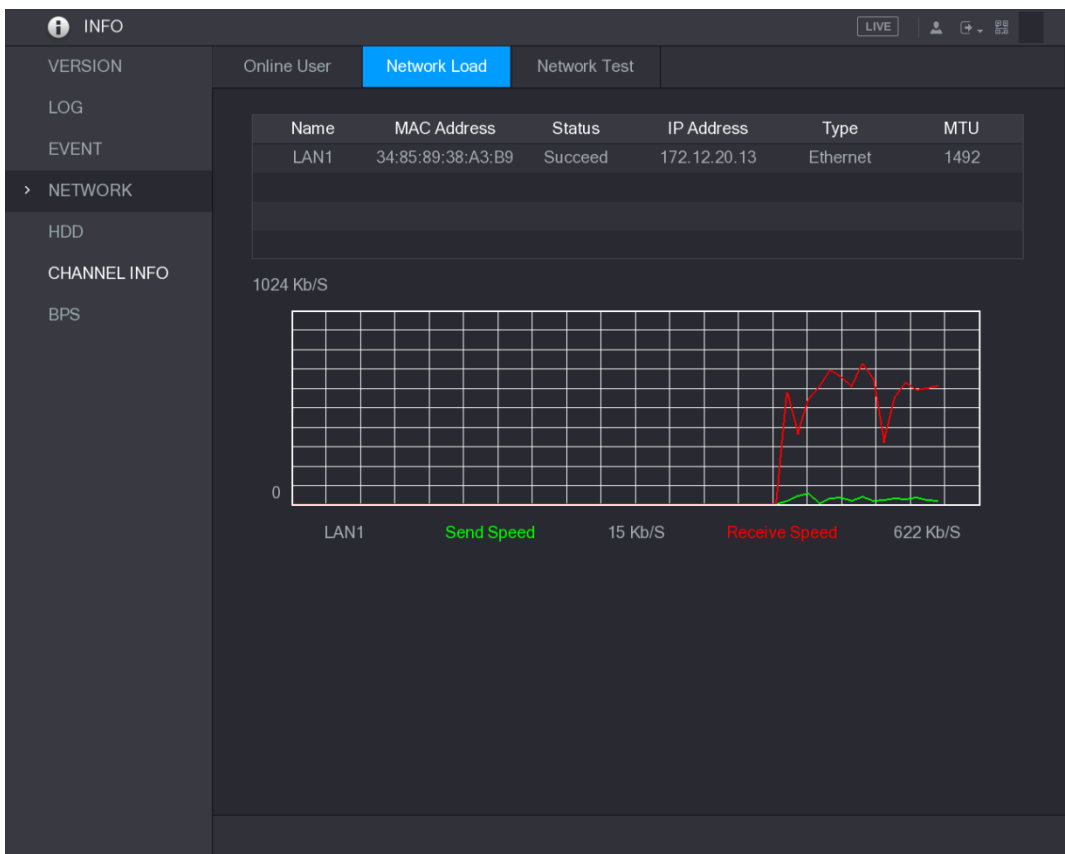 INFO LIVE
VERSION
LOG
EVENT
NETWORK
HDD
CHANNEL INFO
BPS
Online User Network Load Network Test
Name MAC Address Status IP Address Type MTU
LAN1 34:85:89:38:A3:B9 Succeed 172.12.20.13 Ethernet 1492
1024 Kb/S
0
LAN1 Send Speed 15 Kb/S Receive Speed 622 Kb/S